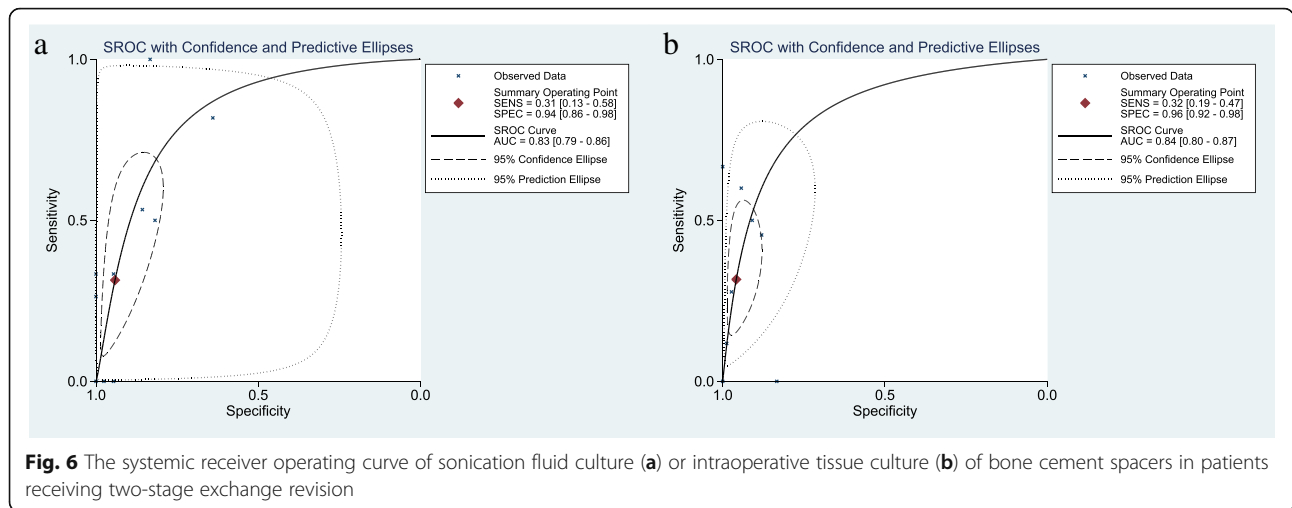 a
SROC with Confidence and Predictive Ellipses
1.0
0.5
0.0
Sensitivity
1.0
0.5
0.0
Specificity
Observed Data
Summary Operating Point
SENS = 0.31 [0.13 - 0.58]
SPEC = 0.94 [0.86 - 0.98]
SROC Curve
AUC = 0.83 [0.79 - 0.86]
95% Confidence Ellipse
95% Prediction Ellipse
b
SROC with Confidence and Predictive Ellipses
1.0
0.5
0.0
Sensitivity
1.0
0.5
0.0
Specificity
Observed Data
Summary Operating Point
SENS = 0.32 [0.19 - 0.47]
SPEC = 0.96 [0.92 - 0.98]
SROC Curve
AUC = 0.84 [0.80 - 0.87]
95% Confidence Ellipse
95% Prediction Ellipse
Fig. 6 The systemic receiver operating curve of sonication fluid culture (a) or intraoperative tissue culture (b) of bone cement spacers in patients
receiving two-stage exchange revision